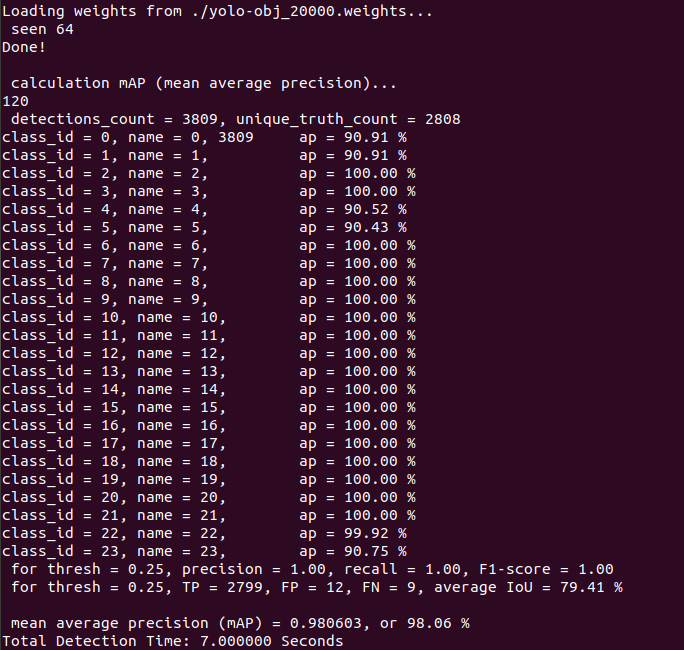 Loading weights from ./yolo-obj_20000.weights...
 seen 64
Done!

 calculation mAP (mean average precision)...
120
 detections_count = 3809, unique_truth_count = 2808
class_id = 0, name = 0, 3809     ap = 90.91 %
class_id = 1, name = 1,          ap = 90.91 %
class_id = 2, name = 2,          ap = 100.00 %
class_id = 3, name = 3,          ap = 100.00 %
class_id = 4, name = 4,          ap = 90.52 %
class_id = 5, name = 5,          ap = 90.43 %
class_id = 6, name = 6,          ap = 100.00 %
class_id = 7, name = 7,          ap = 100.00 %
class_id = 8, name = 8,          ap = 100.00 %
class_id = 9, name = 9,          ap = 100.00 %
class_id = 10, name = 10,        ap = 100.00 %
class_id = 11, name = 11,        ap = 100.00 %
class_id = 12, name = 12,        ap = 100.00 %
class_id = 13, name = 13,        ap = 100.00 %
class_id = 14, name = 14,        ap = 100.00 %
class_id = 15, name = 15,        ap = 100.00 %
class_id = 16, name = 16,        ap = 100.00 %
class_id = 17, name = 17,        ap = 100.00 %
class_id = 18, name = 18,        ap = 100.00 %
class_id = 19, name = 19,        ap = 100.00 %
class_id = 20, name = 20,        ap = 100.00 %
class_id = 21, name = 21,        ap = 100.00 %
class_id = 22, name = 22,        ap = 99.92 %
class_id = 23, name = 23,        ap = 90.75 %
 for thresh = 0.25, precision = 1.00, recall = 1.00, F1-score = 1.00
 for thresh = 0.25, TP = 2799, FP = 12, FN = 9, average IoU = 79.41 %

 mean average precision (mAP) = 0.980603, or 98.06 %
Total Detection Time: 7.000000 Seconds